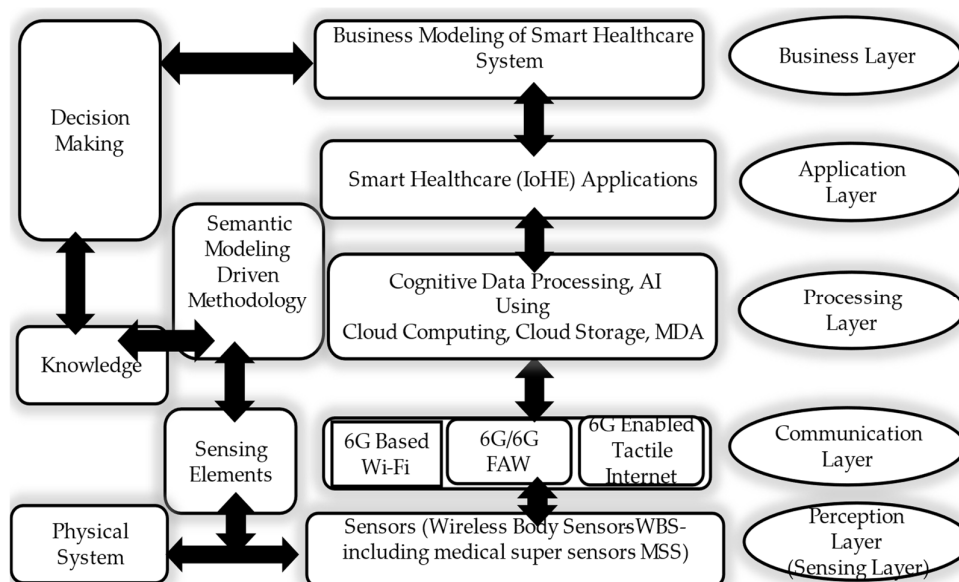 Business Modeling of Smart Healthcare
System
Business Layer
Decision
Making
Smart Healthcare (IoHE) Applications
Application
Layer
Semantic
Modeling
Driven
Methodology
Cognitive Data Processing, AI
Using
Cloud Computing, Cloud Storage, MDA
Processing
Layer
Knowledge
Sensing
Elements
6G Based
Wi-Fi
6G/6G
FAW
6G Enabled
Tactile
Internet
Communication
Layer
Physical
System
Sensors (Wireless Body SensorsWBS-
including medical super sensors MSS)
Perception
Layer
(Sensing Layer)